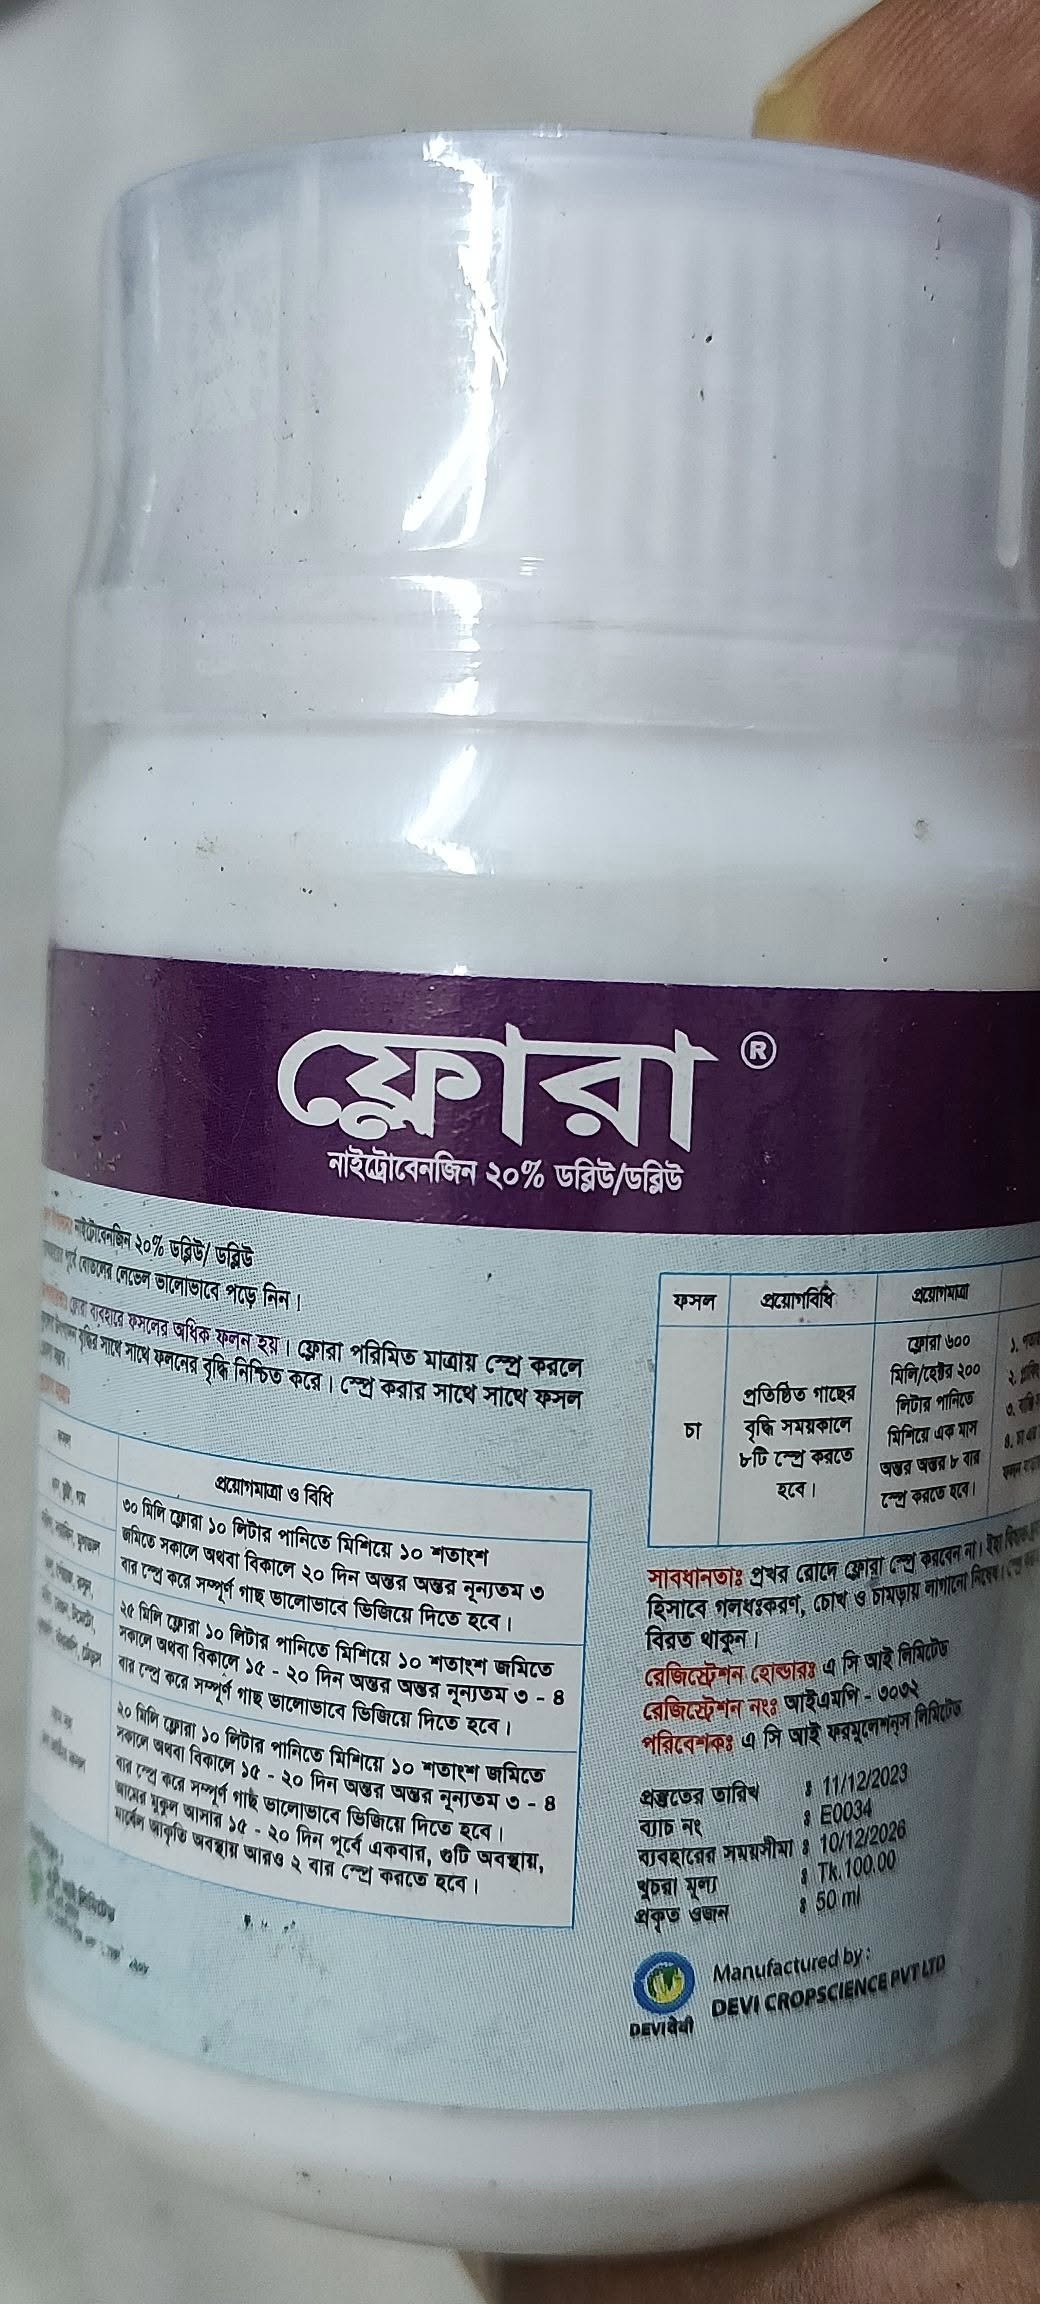 ফ্লোরা ®
নাইট্রোবেনজিন ২০% ডব্লিউ/ডব্লিউ
নাইট্রোবেনজিন ২০% ডব্লিউ/ ডব্লিউ
পূর্বে বোতলের লেভেল ভালোভাবে পড়ে নিন।
ফ্লোরা ব্যবহারে ফসলের অধিক ফলন হয়। ফ্লোরা পরিমিত মাত্রায় স্প্রে করলে
বৃদ্ধির সাথে সাথে ফলনের বৃদ্ধি নিশ্চিত করে। স্প্রে করার সাথে সাথে ফসল
প্রয়োগমাত্রা ও বিধি
৩০ মিলি ফ্লোরা ১০ লিটার পানিতে মিশিয়ে ১০ শতাংশ
জমিতে সকালে অথবা বিকালে ২০ দিন অন্তর অন্তর নূন্যতম ৩
বার স্প্রে করে সম্পূর্ণ গাছ ভালোভাবে ভিজিয়ে দিতে হবে।
২৫ মিলি ফ্লোরা ১০ লিটার পানিতে মিশিয়ে ১০ শতাংশ জমিতে
সকালে অথবা বিকালে ১৫ - ২০ দিন অন্তর অন্তর নূন্যতম ৩ - ৪
বার স্প্রে করে সম্পূর্ণ গাছ ভালোভাবে ভিজিয়ে দিতে হবে।
২০ মিলি ফ্লোরা ১০ লিটার পানিতে মিশিয়ে ১০ শতাংশ জমিতে
সকালে অথবা বিকালে ১৫ - ২০ দিন অন্তর অন্তর নূন্যতম ৩ - ৪
বার স্প্রে করে সম্পূর্ণ গাছ ভালোভাবে ভিজিয়ে দিতে হবে।
আমের মুকুল আসার ১৫ - ২০ দিন পূর্বে একবার, গুটি অবস্থায়,
মার্বেল আকৃতি অবস্থায় আরও ২ বার স্প্রে করতে হবে।
ফসল প্রয়োগবিধি প্রয়োগমাত্রা
চা
প্রতিষ্ঠিত গাছের
বৃদ্ধি সময়কালে
৮টি স্প্রে করতে
হবে।
ফ্লোরা ৬০০
মিলি/হেক্টর ২০০
লিটার পানিতে
মিশিয়ে এক মাস
অন্তর অন্তর ৮ বার
স্প্রে করতে হবে।
সাবধানতাঃ প্রখর রোদে ফ্লোরা স্প্রে করবেন না। ইহা
হিসাবে গলধঃকরণ, চোখ ও চামড়ায় লাগানো নিষেধ।
বিরত থাকুন।
রেজিস্ট্রেশন হোল্ডারঃ এ সি আই লিমিটেড
রেজিস্ট্রেশন নংঃ আইএমপি - ৩০৩২
পরিবেশকঃ এ সি আই ফরমুলেশনস লিমিটেড
প্রস্তুতের তারিখ : 11/12/2023
ব্যাচ নং : E0034
ব্যবহারের সময়সীমা : 10/12/2026
খুচরা মূল্য : Tk.100.00
প্রকৃত ওজন : 50 ml
Manufactured by :
DEVI CROPSCIENCE PVT LTD
DEVI देवी